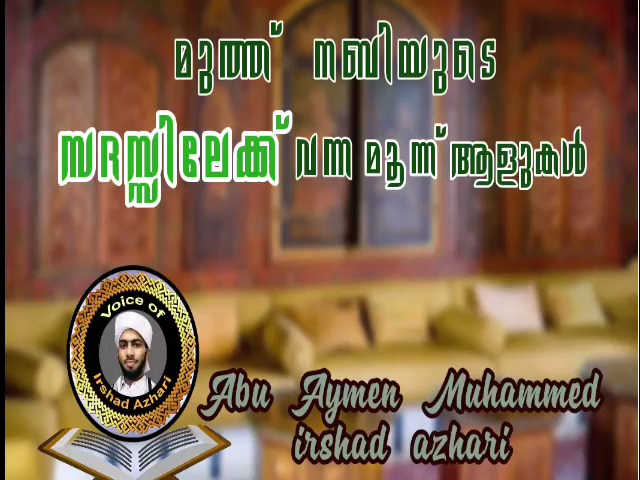 മുത്ത് നബിയുടെ
സദസ്സിലേക്ക് വന്ന മൂന്ന് ആളുകൾ
Voice of
Irshad Azhari
Abu Aymen Muhammed
irshad azhari